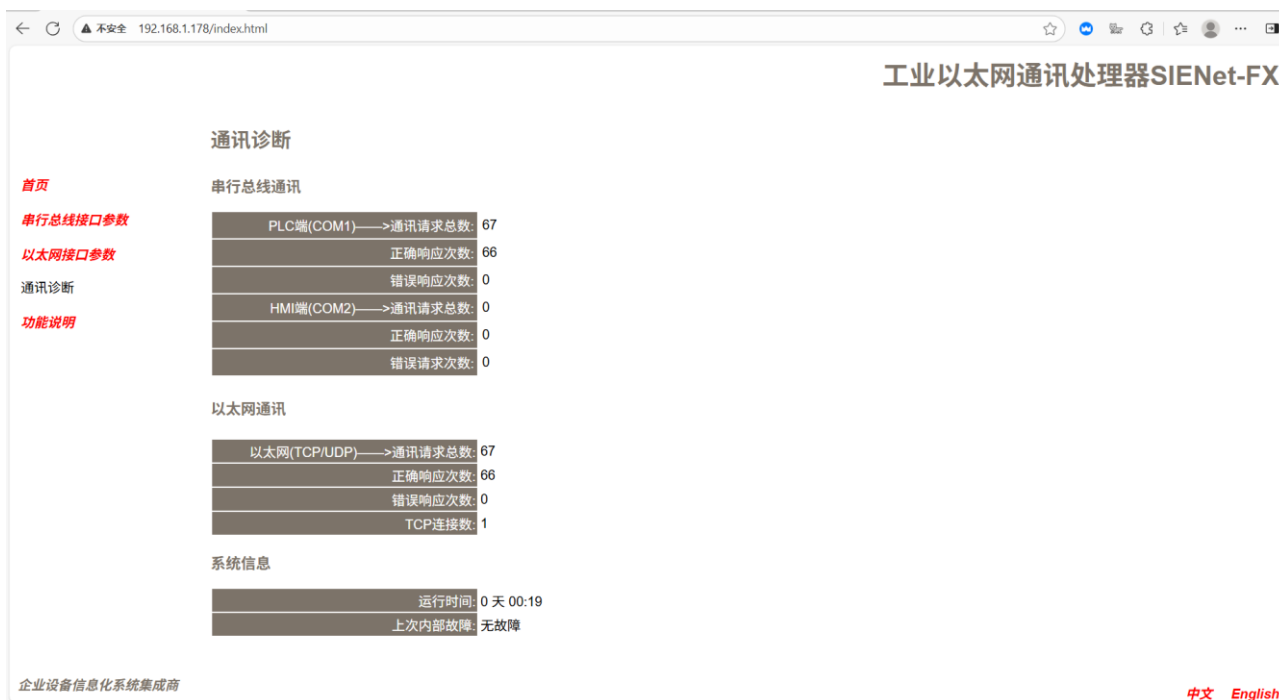 不安全 192.168.1.178/index.html
工业以太网通讯处理器SIENet-FX
通讯诊断
首页
串行总线接口参数
以太网接口参数
通讯诊断
功能说明
串行总线通讯
PLC端(COM1)——>通讯请求总数: 67
正确响应次数: 66
错误响应次数: 0
HMI端(COM2)——>通讯请求总数: 0
正确响应次数: 0
错误请求次数: 0
以太网通讯
以太网(TCP/UDP)——>通讯请求总数: 67
正确响应次数: 66
错误响应次数: 0
TCP连接数: 1
系统信息
运行时间: 0 天 00:19
上次内部故障: 无故障
企业设备信息化系统集成商
中文 English